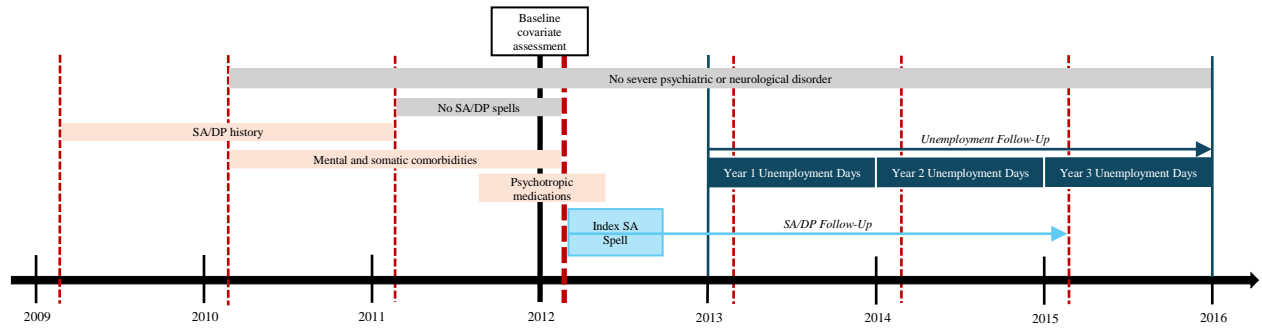 Baseline
covariate
assessment
No severe psychiatric or neurological disorder
No SA/DP spells
SA/DP history
Unemployment Follow-Up
Mental and somatic comorbidities
Year 1 Unemployment Days
Year 2 Unemployment Days
Year 3 Unemployment Days
Psychotropic
medications
Index SA
Spell
SA/DP Follow-Up
2009
2010
2011
2012
2013
2014
2015
2016